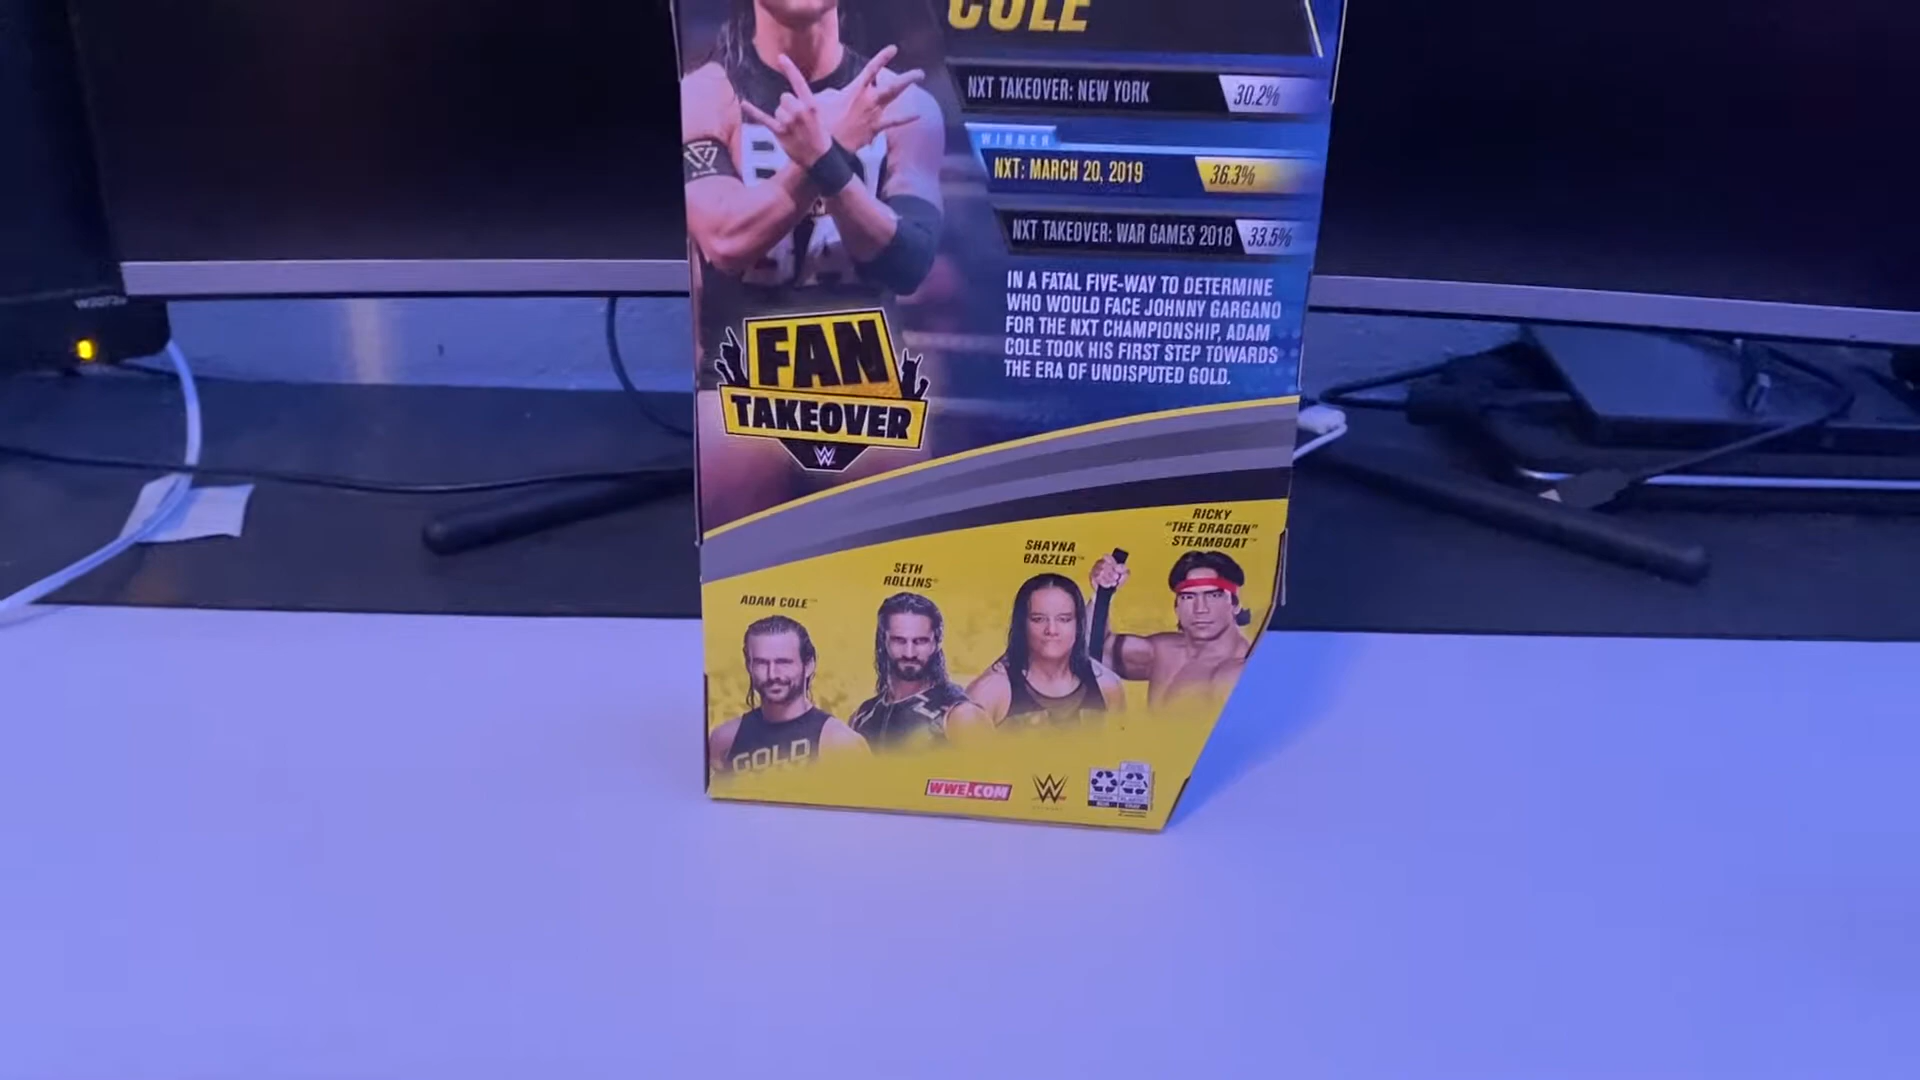 COLE
NXT TAKEOVER: NEW YORK 30.2%
WINNER
NXT: MARCH 20, 2019 36.3%
NXT TAKEOVER: WAR GAMES 2018 33.5%
IN A FATAL FIVE-WAY TO DETERMINE
WHO WOULD FACE JOHNNY GARGANO
FOR THE NXT CHAMPIONSHIP, ADAM
COLE TOOK HIS FIRST STEP TOWARDS
THE ERA OF UNDISPUTED GOLD.
FAN
TAKEOVER
W
RICKY
"THE DRAGON"
STEAMBOAT™
SHAYNA
BASZLER™
SETH
ROLLINS®
ADAM COLE™
GOLD
WWE.COM